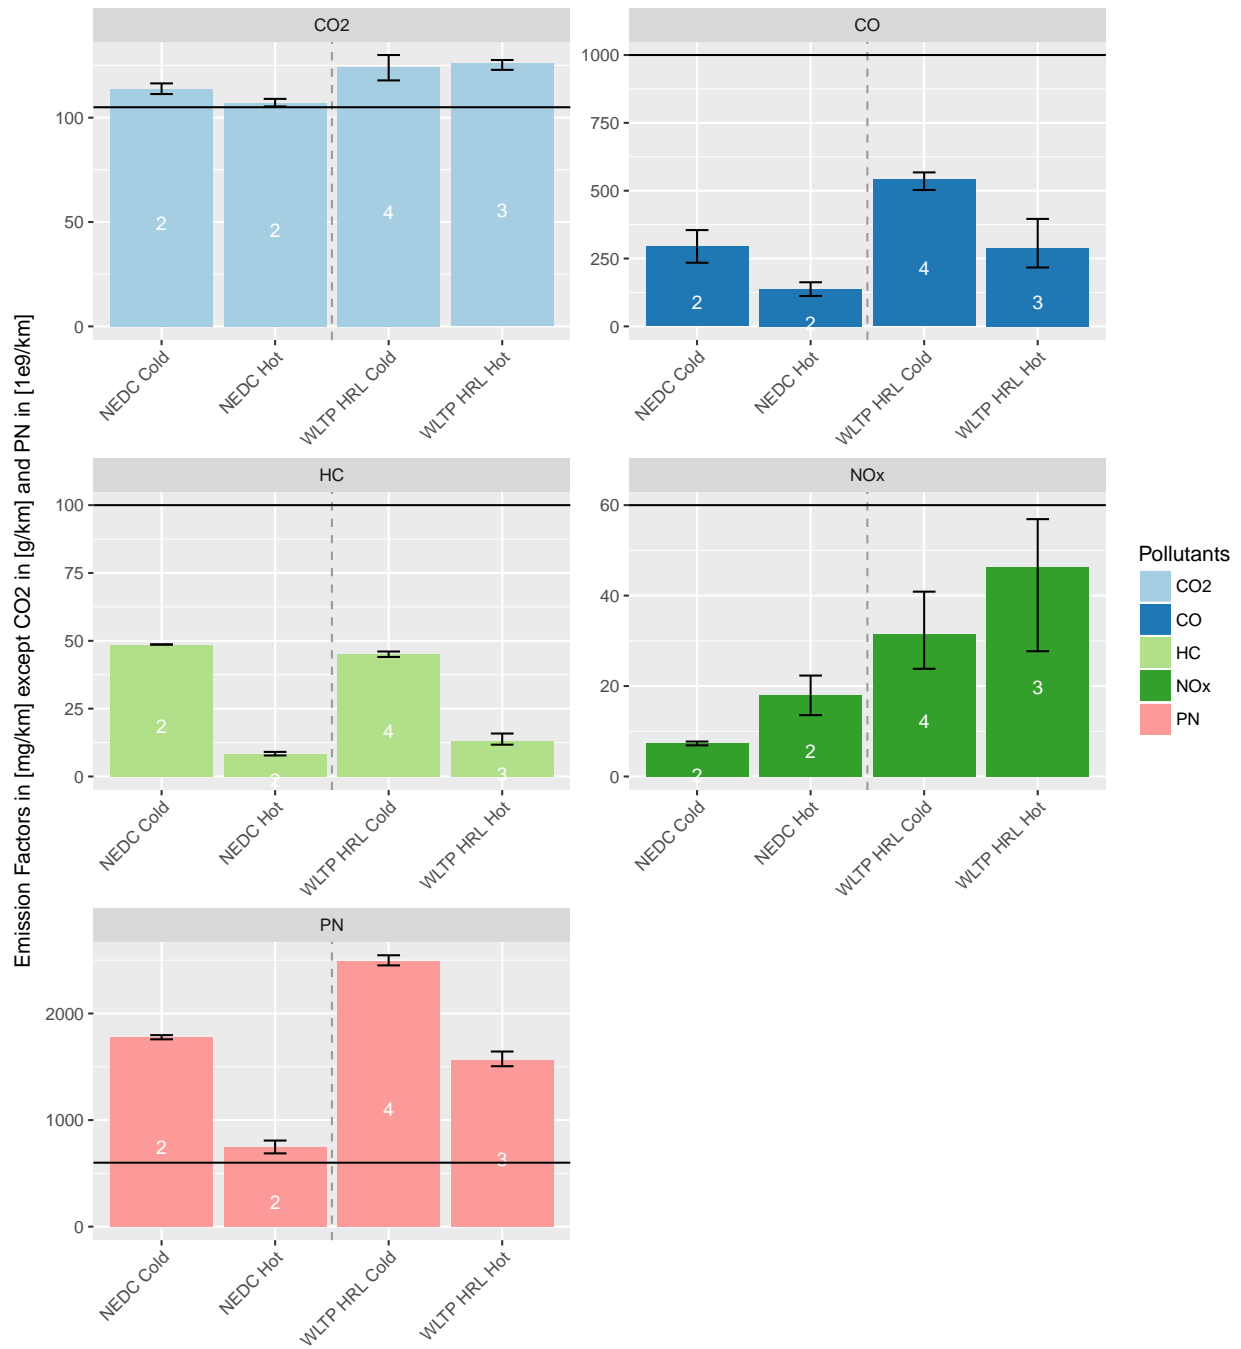 Emission Factors in [mg/km] except CO2 in [g/km] and PN in [1e9/km]
CO2
100
50
0
2
2
4
3
NEDC Cold
NEDC Hot
WLTP HRL Cold
WLTP HRL Hot
CO
1000
750
500
250
0
2
2
4
3
NEDC Cold
NEDC Hot
WLTP HRL Cold
WLTP HRL Hot
HC
100
75
50
25
0
2
2
4
3
NEDC Cold
NEDC Hot
WLTP HRL Cold
WLTP HRL Hot
NOx
60
40
20
0
2
2
4
3
NEDC Cold
NEDC Hot
WLTP HRL Cold
WLTP HRL Hot
PN
2000
1000
0
2
2
4
3
NEDC Cold
NEDC Hot
WLTP HRL Cold
WLTP HRL Hot
Pollutants
CO2
CO
HC
NOx
PN